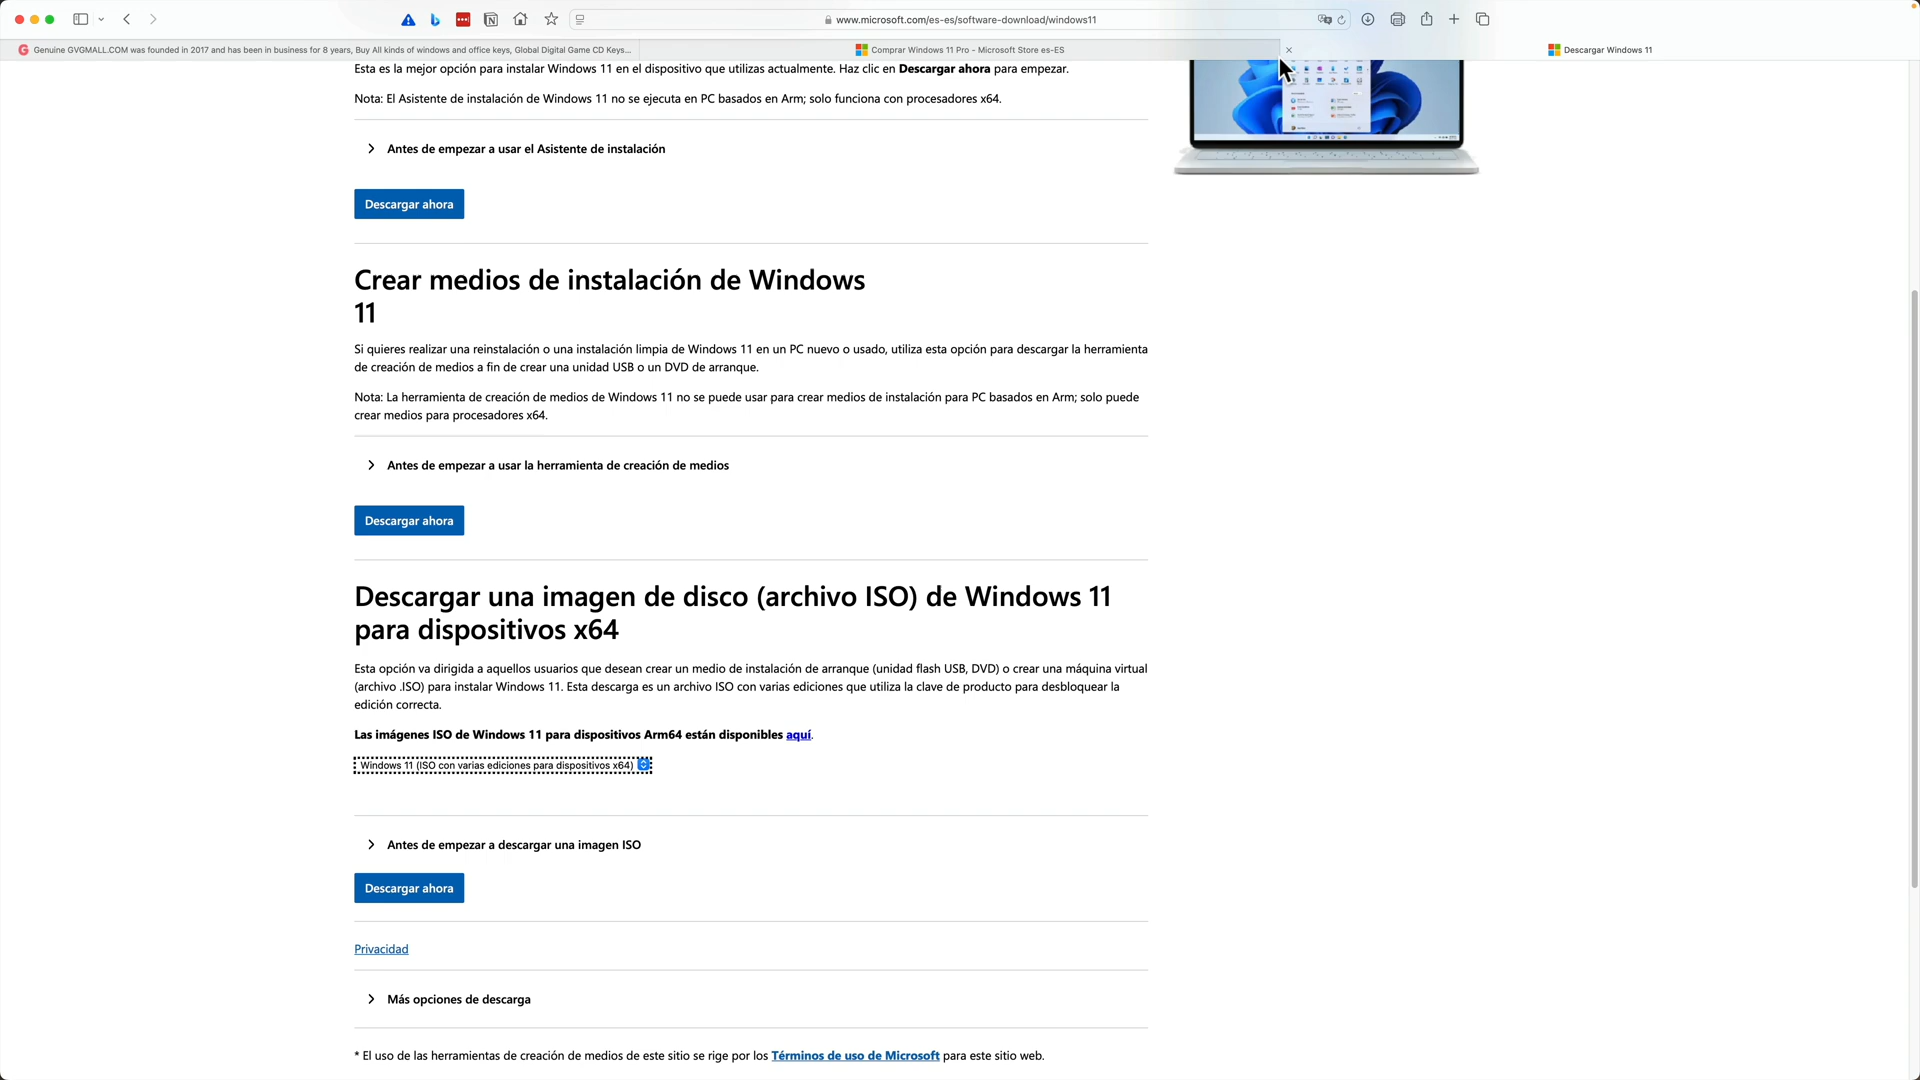 www.microsoft.com/es-es/software-download/windows11
Genuine GVGMALL.COM was founded in 2017 and has been in business for 8 years, Buy All kinds of windows and office keys, Global Digital Game CD Keys...
Comprar Windows 11 Pro - Microsoft Store es-ES
Descargar Windows 11
Esta es la mejor opción para instalar Windows 11 en el dispositivo que utilizas actualmente. Haz clic en Descargar ahora para empezar.
Nota: El Asistente de instalación de Windows 11 no se ejecuta en PC basados en Arm; solo funciona con procesadores x64.
Antes de empezar a usar el Asistente de instalación
Descargar ahora
Crear medios de instalación de Windows
11
Si quieres realizar una reinstalación o una instalación limpia de Windows 11 en un PC nuevo o usado, utiliza esta opción para descargar la herramienta
de creación de medios a fin de crear una unidad USB o un DVD de arranque.
Nota: La herramienta de creación de medios de Windows 11 no se puede usar para crear medios de instalación para PC basados en Arm; solo puede
crear medios para procesadores x64.
Antes de empezar a usar la herramienta de creación de medios
Descargar ahora
Descargar una imagen de disco (archivo ISO) de Windows 11
para dispositivos x64
Esta opción va dirigida a aquellos usuarios que desean crear un medio de instalación de arranque (unidad flash USB, DVD) o crear una máquina virtual
(archivo .ISO) para instalar Windows 11. Esta descarga es un archivo ISO con varias ediciones que utiliza la clave de producto para desbloquear la
edición correcta.
Las imágenes ISO de Windows 11 para dispositivos Arm64 están disponibles aquí.
Windows 11 (ISO con varias ediciones para dispositivos x64)
Antes de empezar a descargar una imagen ISO
Descargar ahora
Privacidad
Más opciones de descarga
* El uso de las herramientas de creación de medios de este sitio se rige por los Términos de uso de Microsoft para este sitio web.